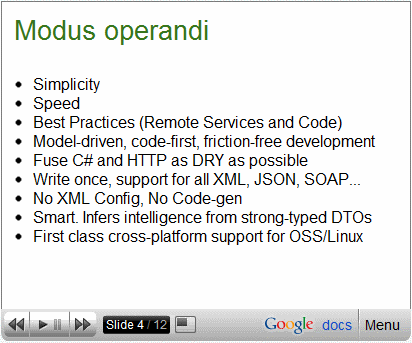 Modus operandi
Simplicity
Speed
Best Practices (Remote Services and Code)
Model-driven, code-first, friction-free development
Fuse C# and HTTP as DRY as possible
Write once, support for all XML, JSON, SOAP...
No XML Config, No Code-gen
Smart. Infers intelligence from strong-typed DTOs
First class cross-platform support for OSS/Linux
Slide 4 / 12 Google docs Menu